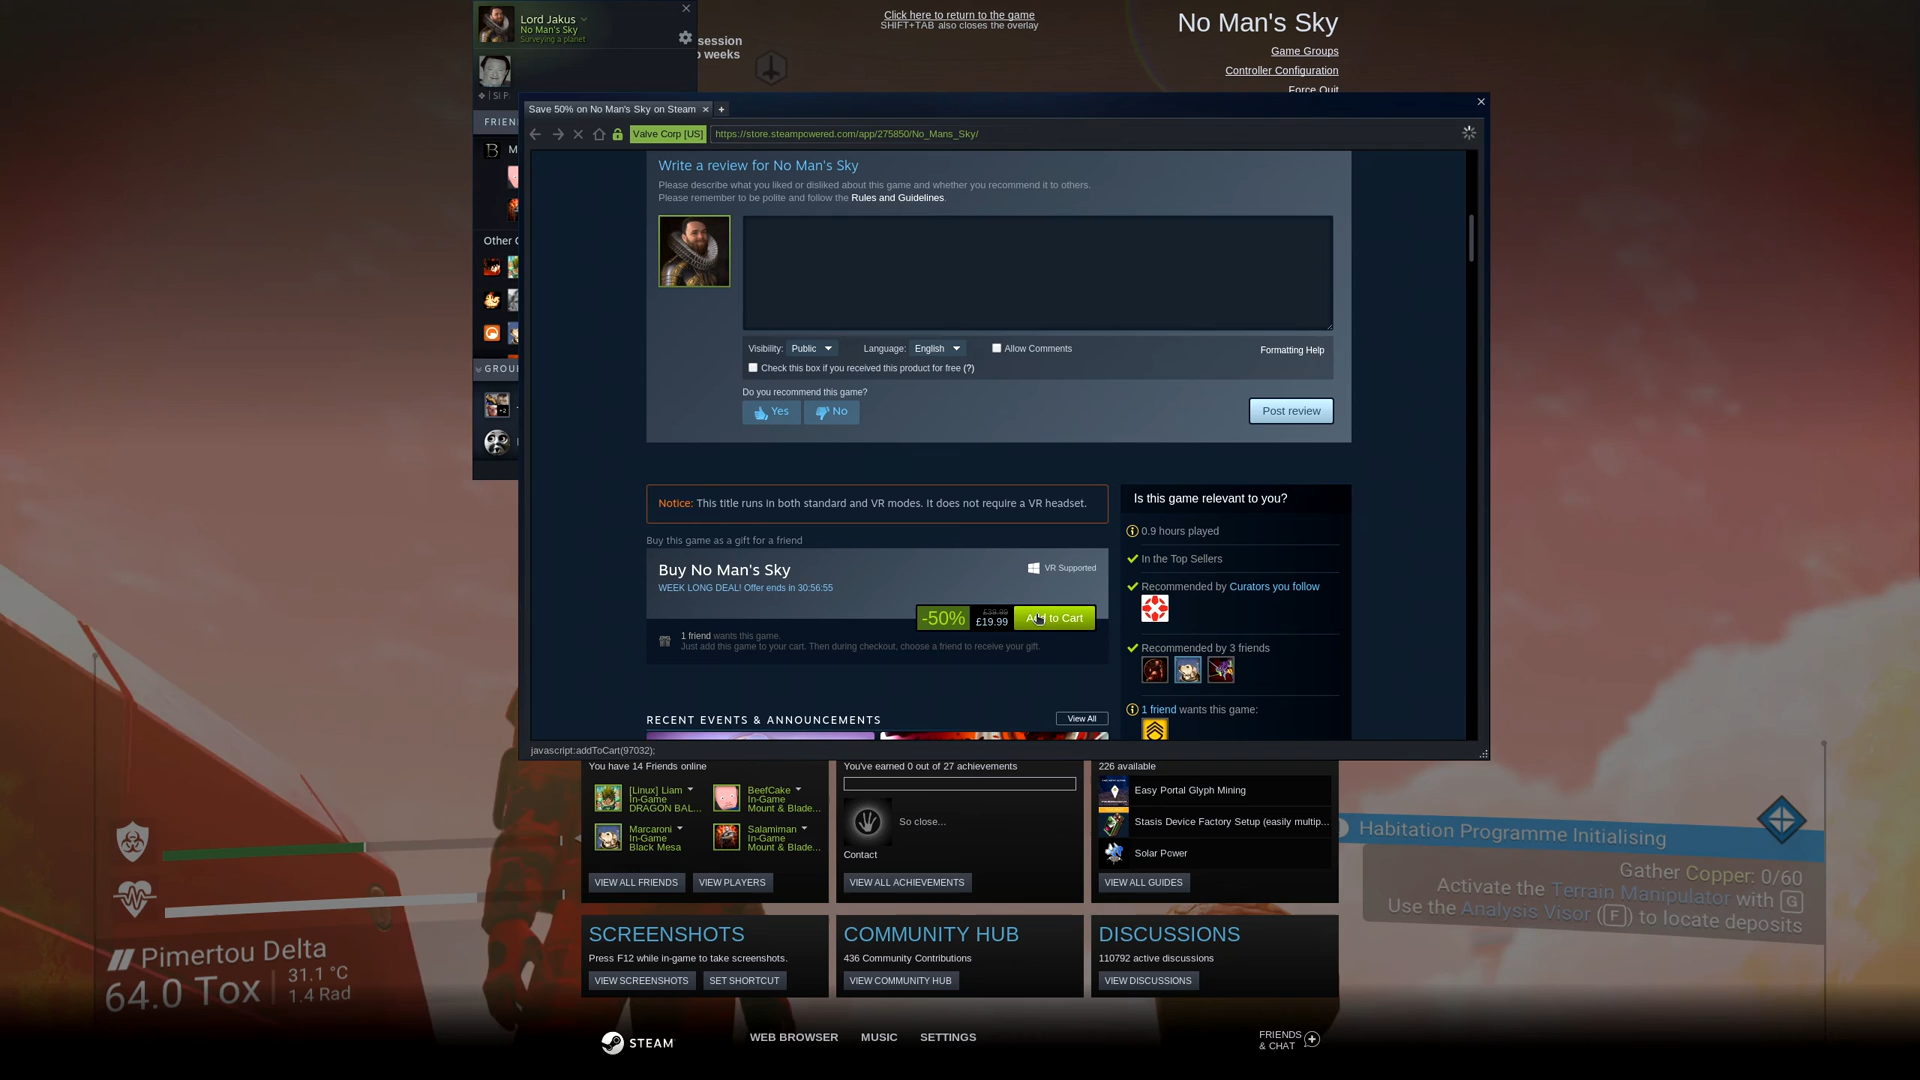 Lord Jakus
No Man's Sky
Surveying a planet
session
weeks
Click here to return to the game
SHIFT+TAB also closes the overlay
No Man's Sky
Game Groups
Controller Configuration
Force Quit
Save 50% on No Man's Sky on Steam
Valve Corp [US]
https://store.steampowered.com/app/275850/No_Mans_Sky/
FRIEN
M
Other
GROU
Write a review for No Man's Sky
Please describe what you liked or disliked about this game and whether you recommend it to others.
Please remember to be polite and follow the Rules and Guidelines.
Visibility: Public Language: English Allow Comments Formatting Help
Check this box if you received this product for free (?)
Do you recommend this game?
Yes No Post review
Notice: This title runs in both standard and VR modes. It does not require a VR headset.
Buy this game as a gift for a friend
Buy No Man's Sky
VR Supported
WEEK LONG DEAL! Offer ends in 30:56:55
-50% £39.99 £19.99 Add to Cart
1 friend wants this game.
Just add this game to your cart. Then during checkout, choose a friend to receive your gift.
Is this game relevant to you?
0.9 hours played
In the Top Sellers
Recommended by Curators you follow
Recommended by 3 friends
1 friend wants this game:
RECENT EVENTS & ANNOUNCEMENTS View All
javascript:addToCart(97032);
You have 14 Friends online
[Linux] Liam
In-Game
DRAGON BAL...
BeefCake
In-Game
Mount & Blade...
Marcaroni
In-Game
Black Mesa
Salamiman
In-Game
Mount & Blade...
VIEW ALL FRIENDS VIEW PLAYERS
You've earned 0 out of 27 achievements
So close...
Contact
VIEW ALL ACHIEVEMENTS
226 available
Easy Portal Glyph Mining
Stasis Device Factory Setup (easily multip...
Solar Power
VIEW ALL GUIDES
SCREENSHOTS
Press F12 while in-game to take screenshots.
VIEW SCREENSHOTS SET SHORTCUT
COMMUNITY HUB
436 Community Contributions
VIEW COMMUNITY HUB
DISCUSSIONS
110792 active discussions
VIEW DISCUSSIONS
Habitation Programme Initialising
Gather Copper: 0/60
Activate the Terrain Manipulator with G
Use the Analysis Visor (F) to locate deposits
Pimertou Delta
64.0 Tox
31.1 °C
1.4 Rad
STEAM
WEB BROWSER MUSIC SETTINGS
FRIENDS
& CHAT